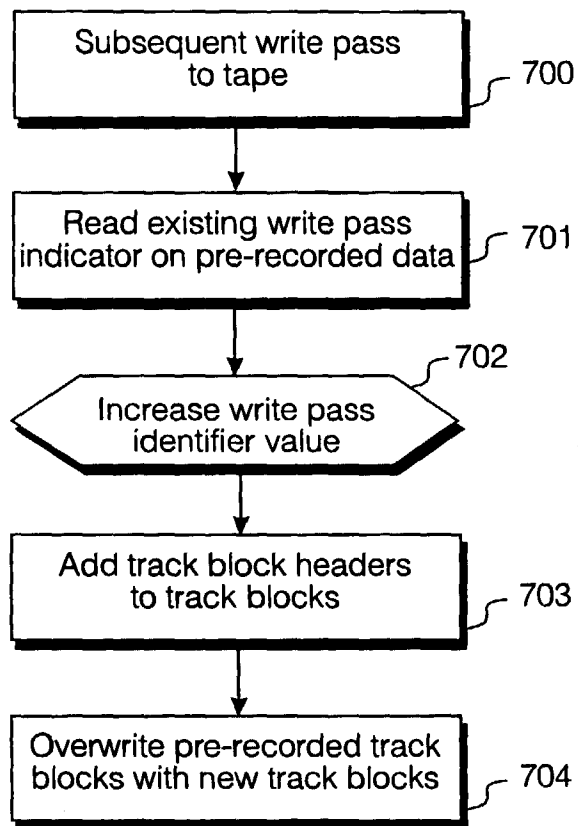 Subsequent write pass
to tape
700
Read existing write pass
indicator on pre-recorded data
701
702
Increase write pass
identifier value
Add track block headers
to track blocks
703
Overwrite pre-recorded track
blocks with new track blocks
704